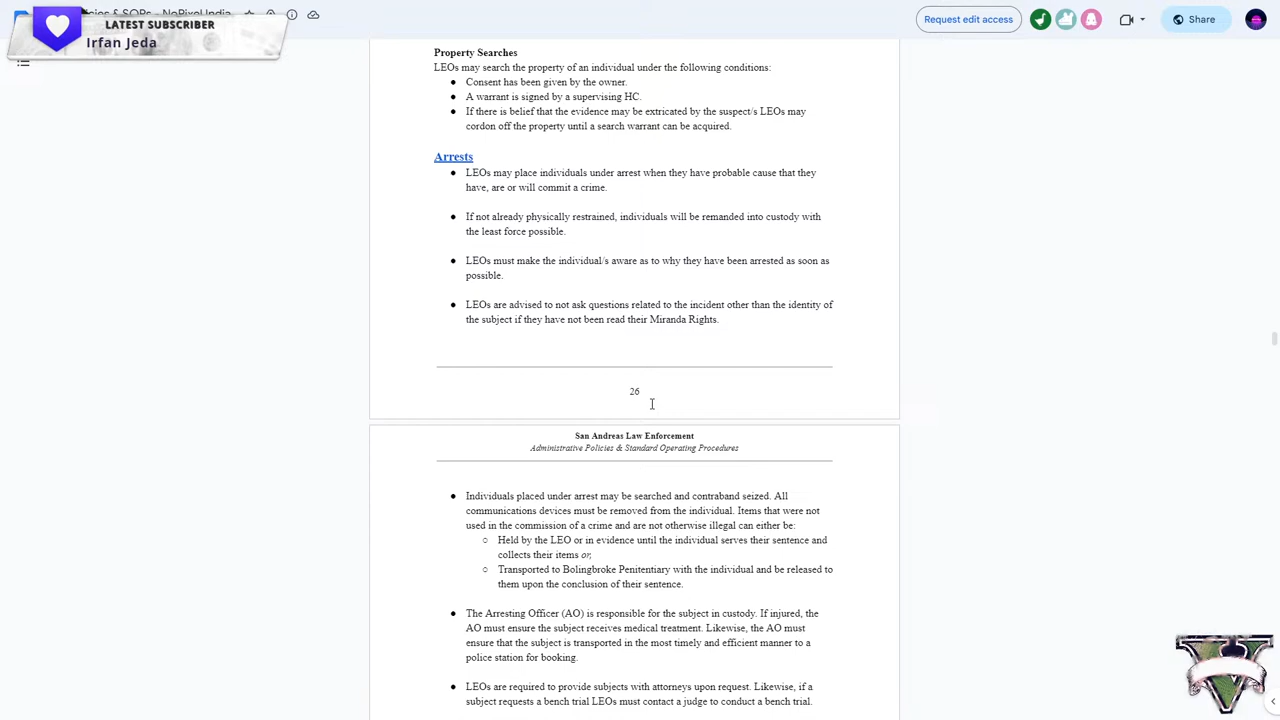 LATEST SUBSCRIBER
Irfan Jeda
Request edit access
Share
Property Searches
LEOs may search the property of an individual under the following conditions:
● Consent has been given by the owner.
● A warrant is signed by a supervising HC.
● If there is belief that the evidence may be extricated by the suspect/s LEOs may
cordon off the property until a search warrant can be acquired.
Arrests
● LEOs may place individuals under arrest when they have probable cause that they
have, are or will commit a crime.
● If not already physically restrained, individuals will be remanded into custody with
the least force possible.
● LEOs must make the individual/s aware as to why they have been arrested as soon as
possible.
● LEOs are advised to not ask questions related to the incident other than the identity of
the subject if they have not been read their Miranda Rights.
26
San Andreas Law Enforcement
Administrative Policies & Standard Operating Procedures
● Individuals placed under arrest may be searched and contraband seized. All
communications devices must be removed from the individual. Items that were not
used in the commission of a crime and are not otherwise illegal can either be:
○ Held by the LEO or in evidence until the individual serves their sentence and
collects their items or;
○ Transported to Bolingbroke Penitentiary with the individual and be released to
them upon the conclusion of their sentence.
● The Arresting Officer (AO) is responsible for the subject in custody. If injured, the
AO must ensure the subject receives medical treatment. Likewise, the AO must
ensure that the subject is transported in the most timely and efficient manner to a
police station for booking.
● LEOs are required to provide subjects with attorneys upon request. Likewise, if a
subject requests a bench trial LEOs must contact a judge to conduct a bench trial.
V